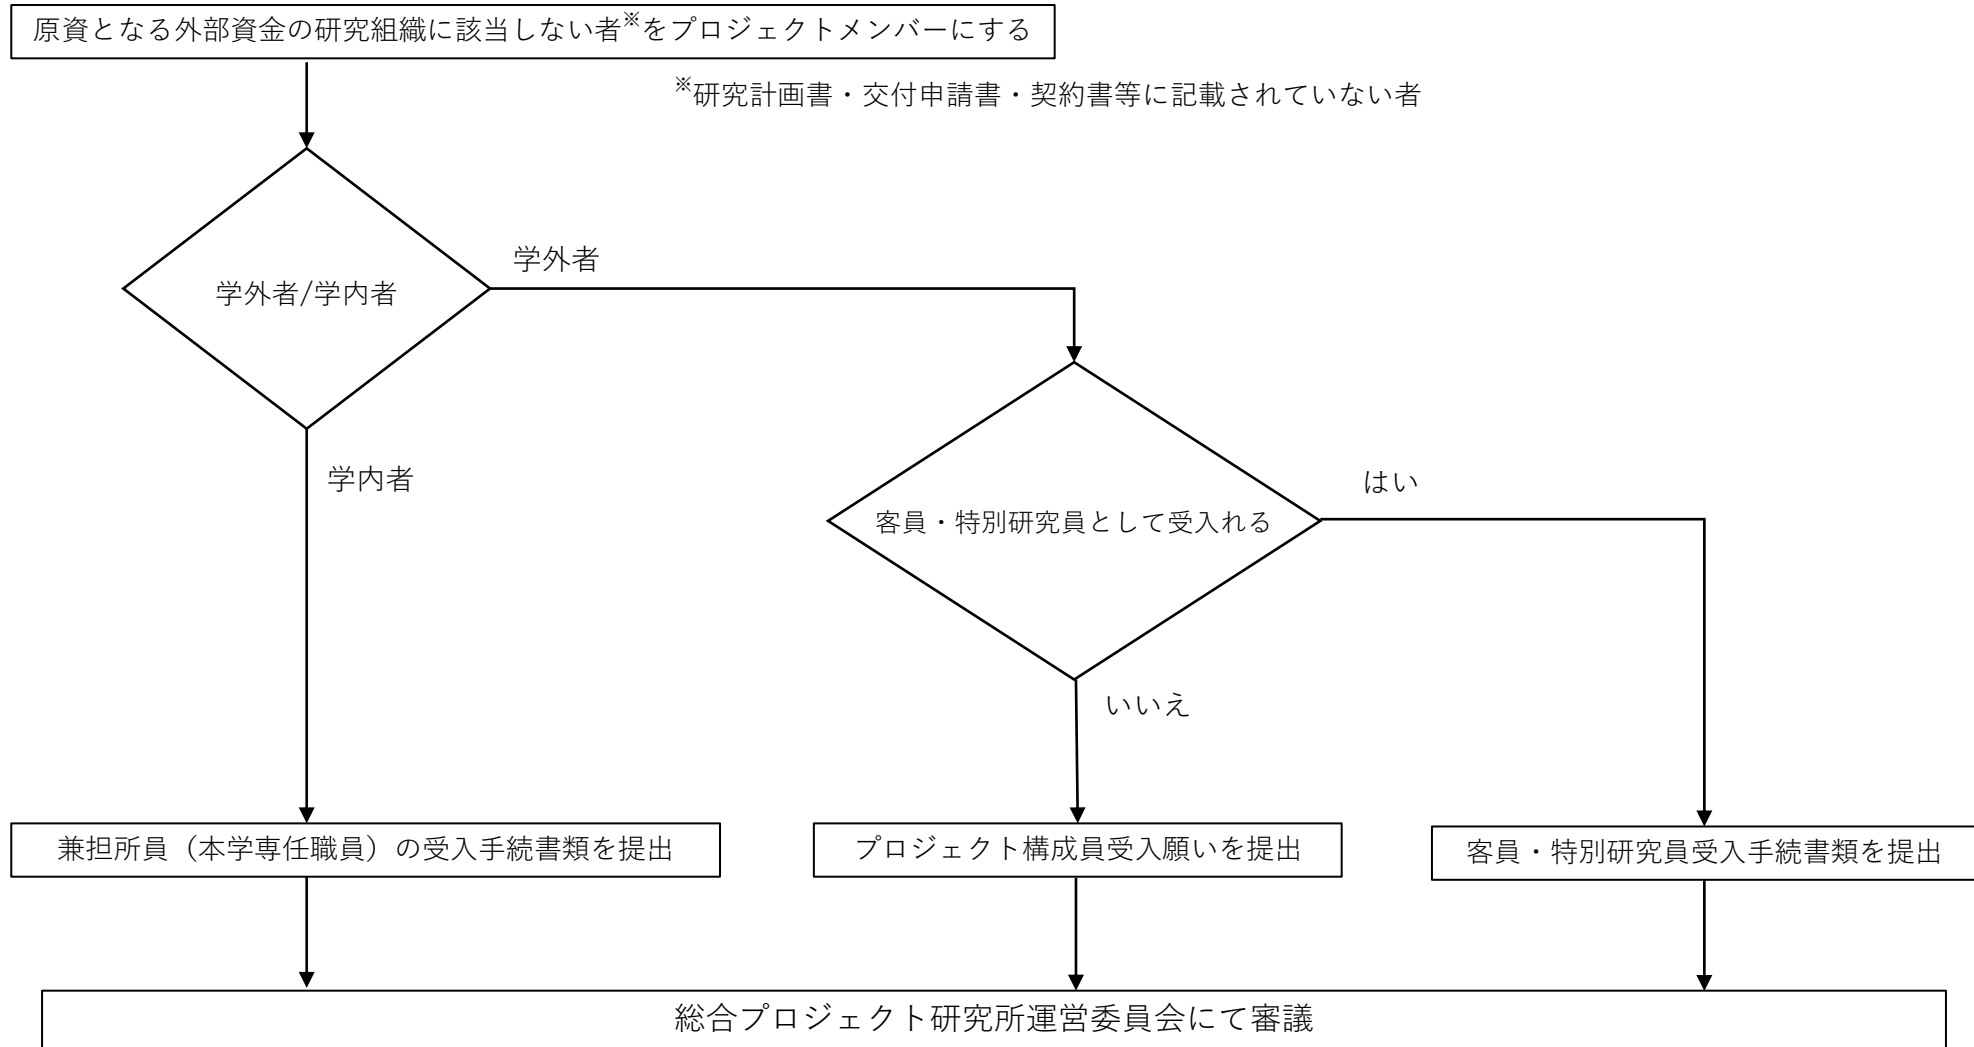 原資となる外部資金の研究組織に該当しない者※をプロジェクトメンバーにする
※研究計画書・交付申請書・契約書等に記載されていない者
学外者
学外者/学内者
学内者
はい
客員・特別研究員として受入れる
いいえ
兼担所員（本学専任職員）の受入手続書類を提出
プロジェクト構成員受入願いを提出
客員・特別研究員受入手続書類を提出
総合プロジェクト研究所運営委員会にて審議